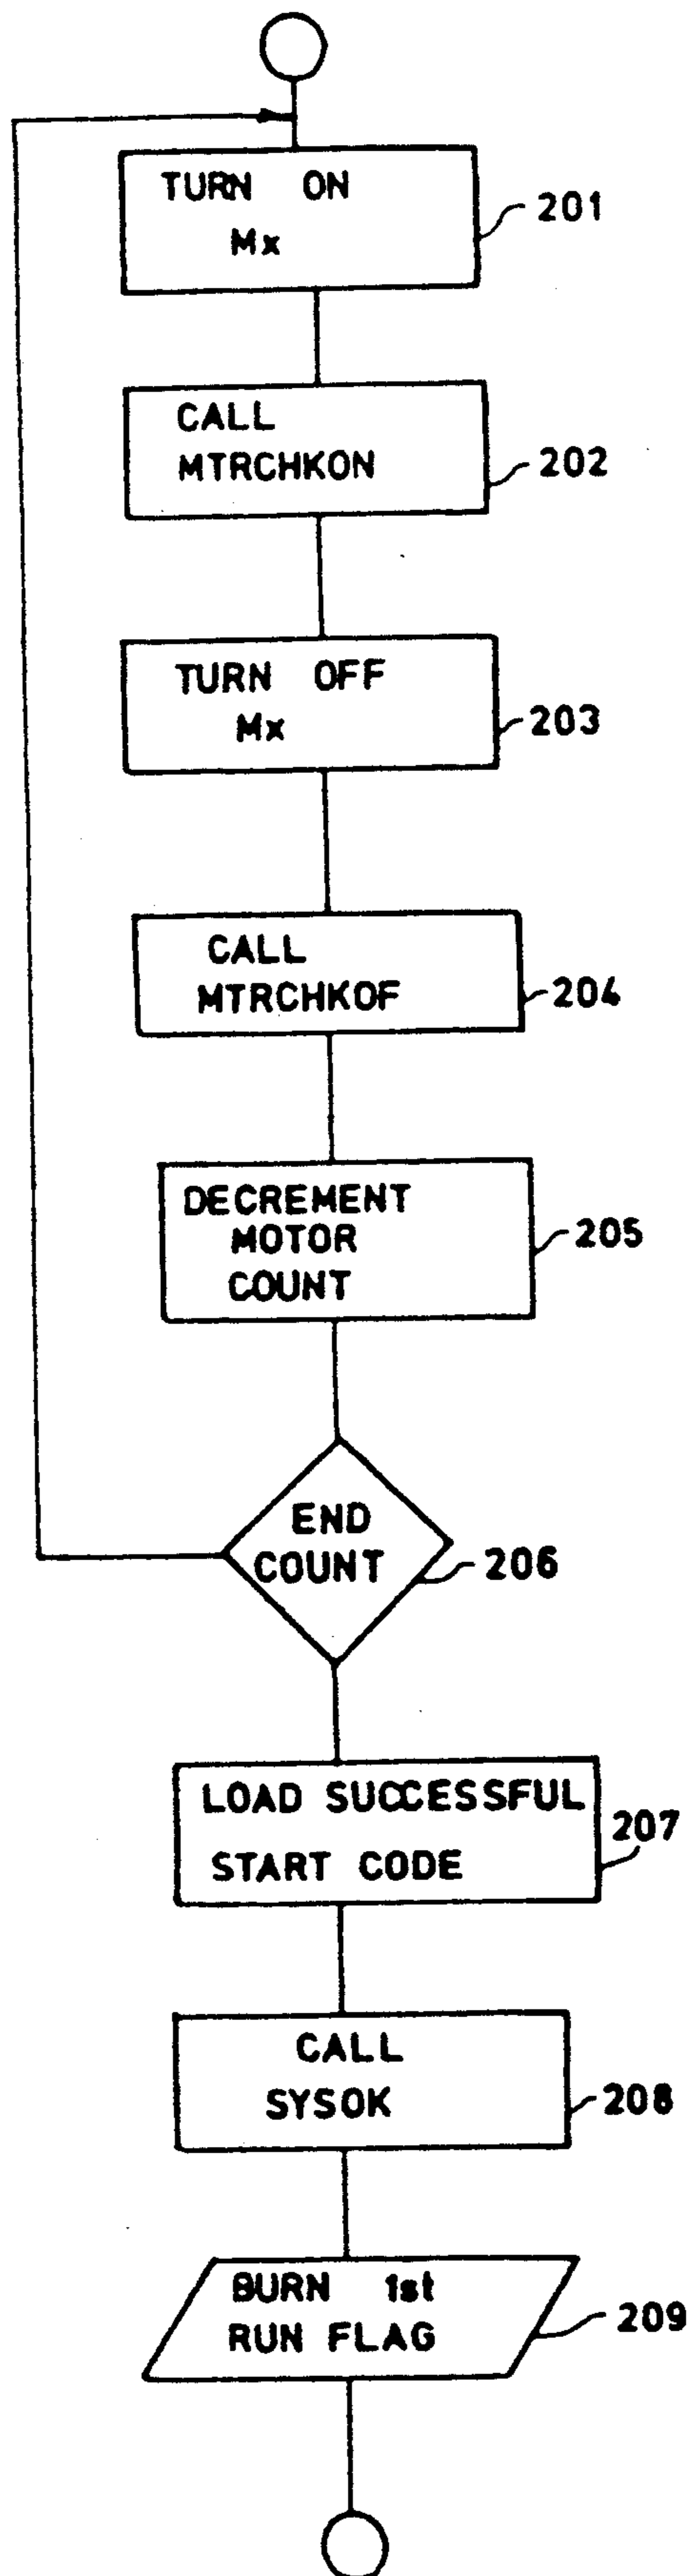 TURN ON
Mx
201
CALL
MTRCHKON
202
TURN OFF
Mx
203
CALL
MTRCHKOF
204
DECREMENT
MOTOR
COUNT
205
END
COUNT
206
LOAD SUCCESSFUL
START CODE
207
CALL
SYSOK
208
BURN 1st
RUN FLAG
209